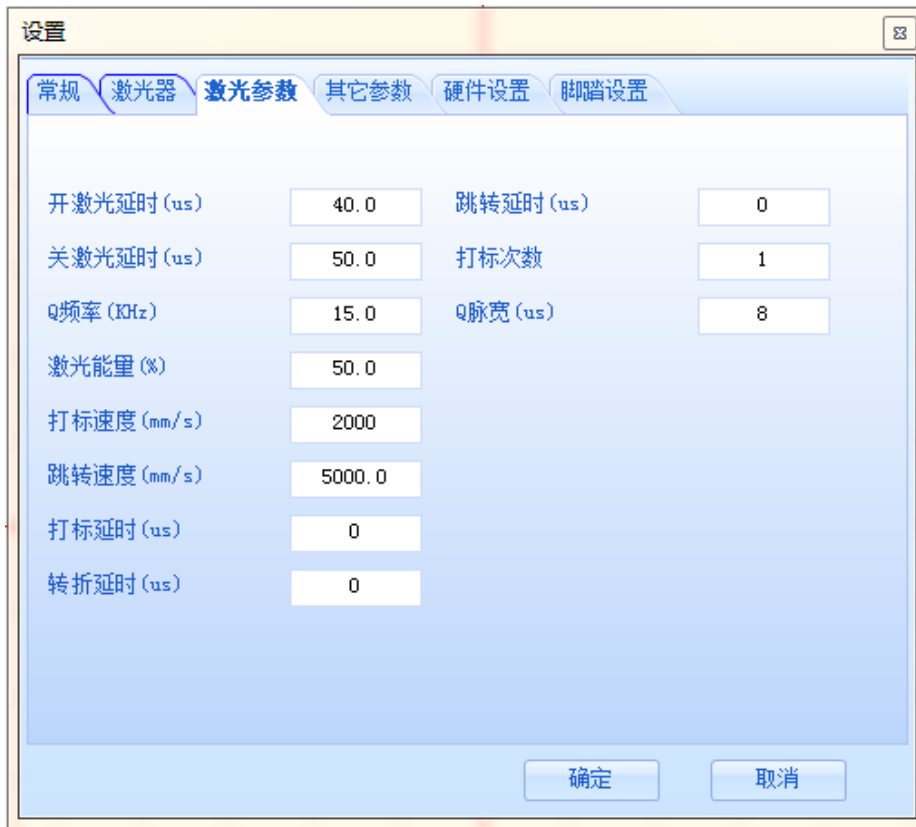 设置
常规 激光器 激光参数 其它参数 硬件设置 脚踏设置
开激光延时(us) 40.0 跳转延时(us) 0
关激光延时(us) 50.0 打标次数 1
Q频率(KHz) 15.0 Q脉宽(us) 8
激光能量(%) 50.0
打标速度(mm/s) 2000
跳转速度(mm/s) 5000.0
打标延时(us) 0
转折延时(us) 0
确定 取消